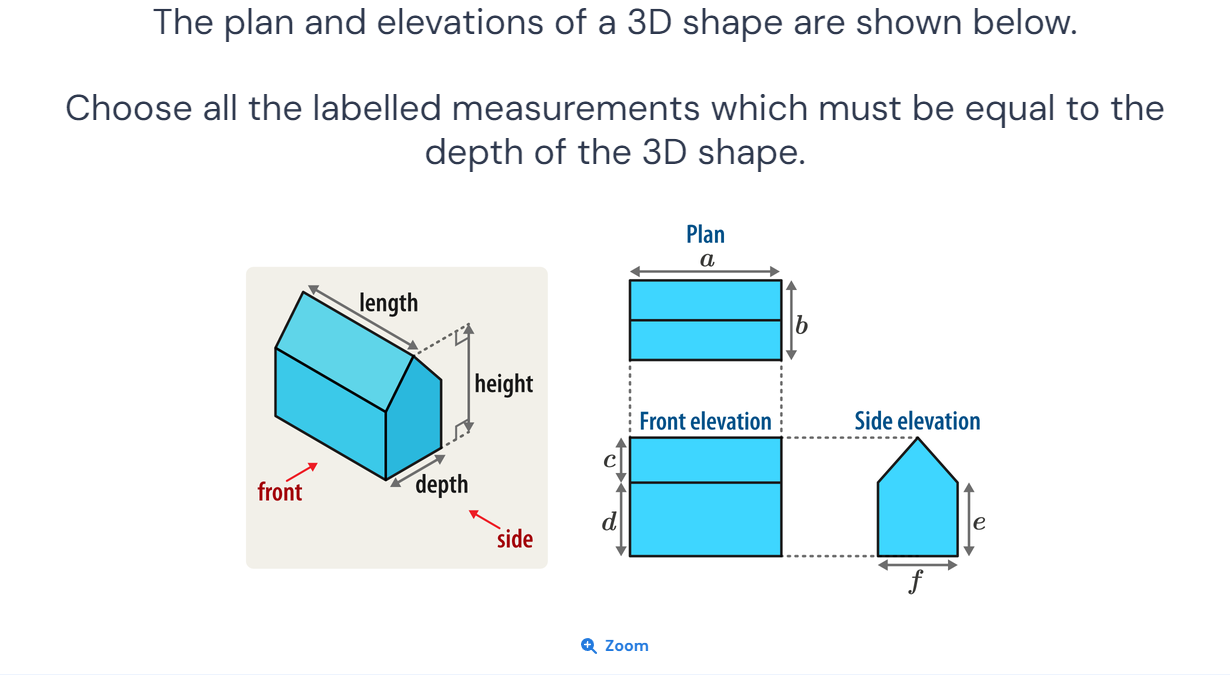 The plan and elevations of a 3D shape are shown below.
Choose all the labelled measurements which must be equal to the
depth of the 3D shape.
Plan
a
length
b
height
Front elevation
Side elevation
c
depth
front
d
e
side
f
Zoom